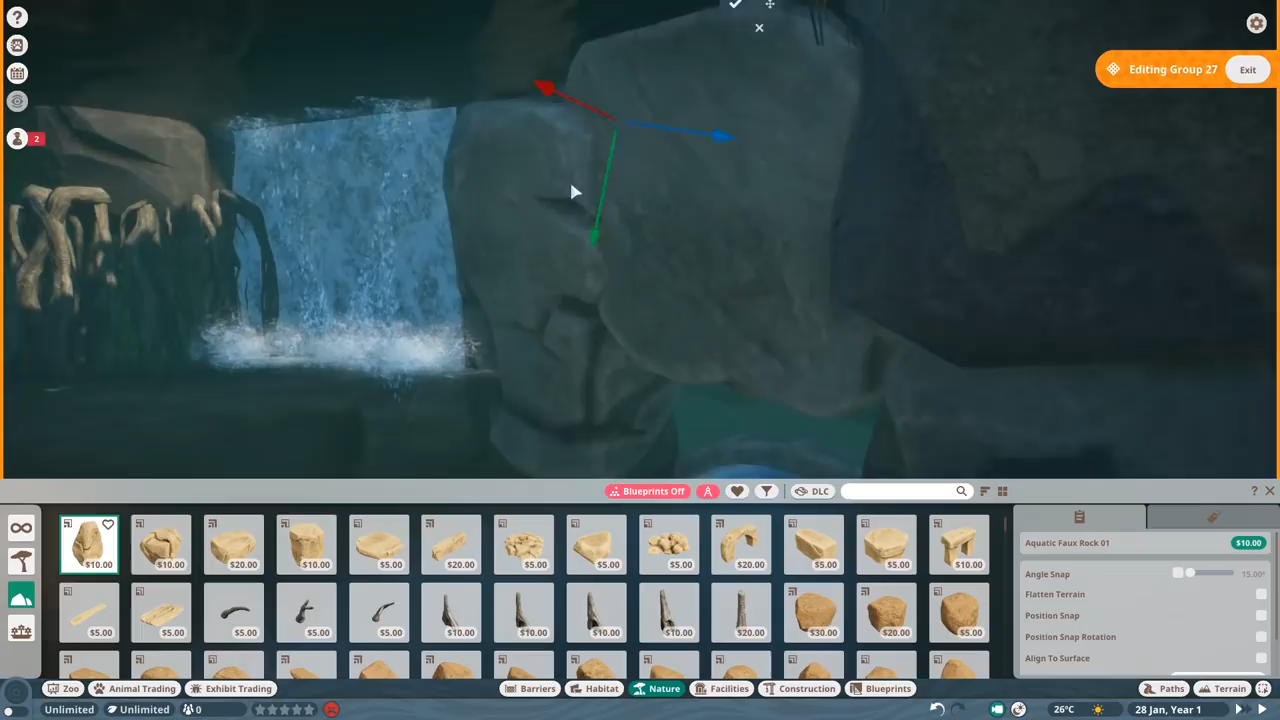 ?
2
Editing Group 27
Exit
Blueprints Off
DLC
?
$10.00 $10.00 $20.00 $10.00 $5.00 $20.00 $5.00 $5.00 $5.00 $20.00 $5.00 $5.00 $10.00
$5.00 $5.00 $5.00 $5.00 $5.00 $10.00 $10.00 $10.00 $10.00 $20.00 $30.00 $20.00 $5.00
Aquatic Faux Rock 01 $10.00
Angle Snap 15.00°
Flatten Terrain
Position Snap
Position Snap Rotation
Align To Surface
Zoo Animal Trading Exhibit Trading Barriers Habitat Nature Facilities Construction Blueprints Paths Terrain
Unlimited Unlimited 0 26°C 28 Jan, Year 1